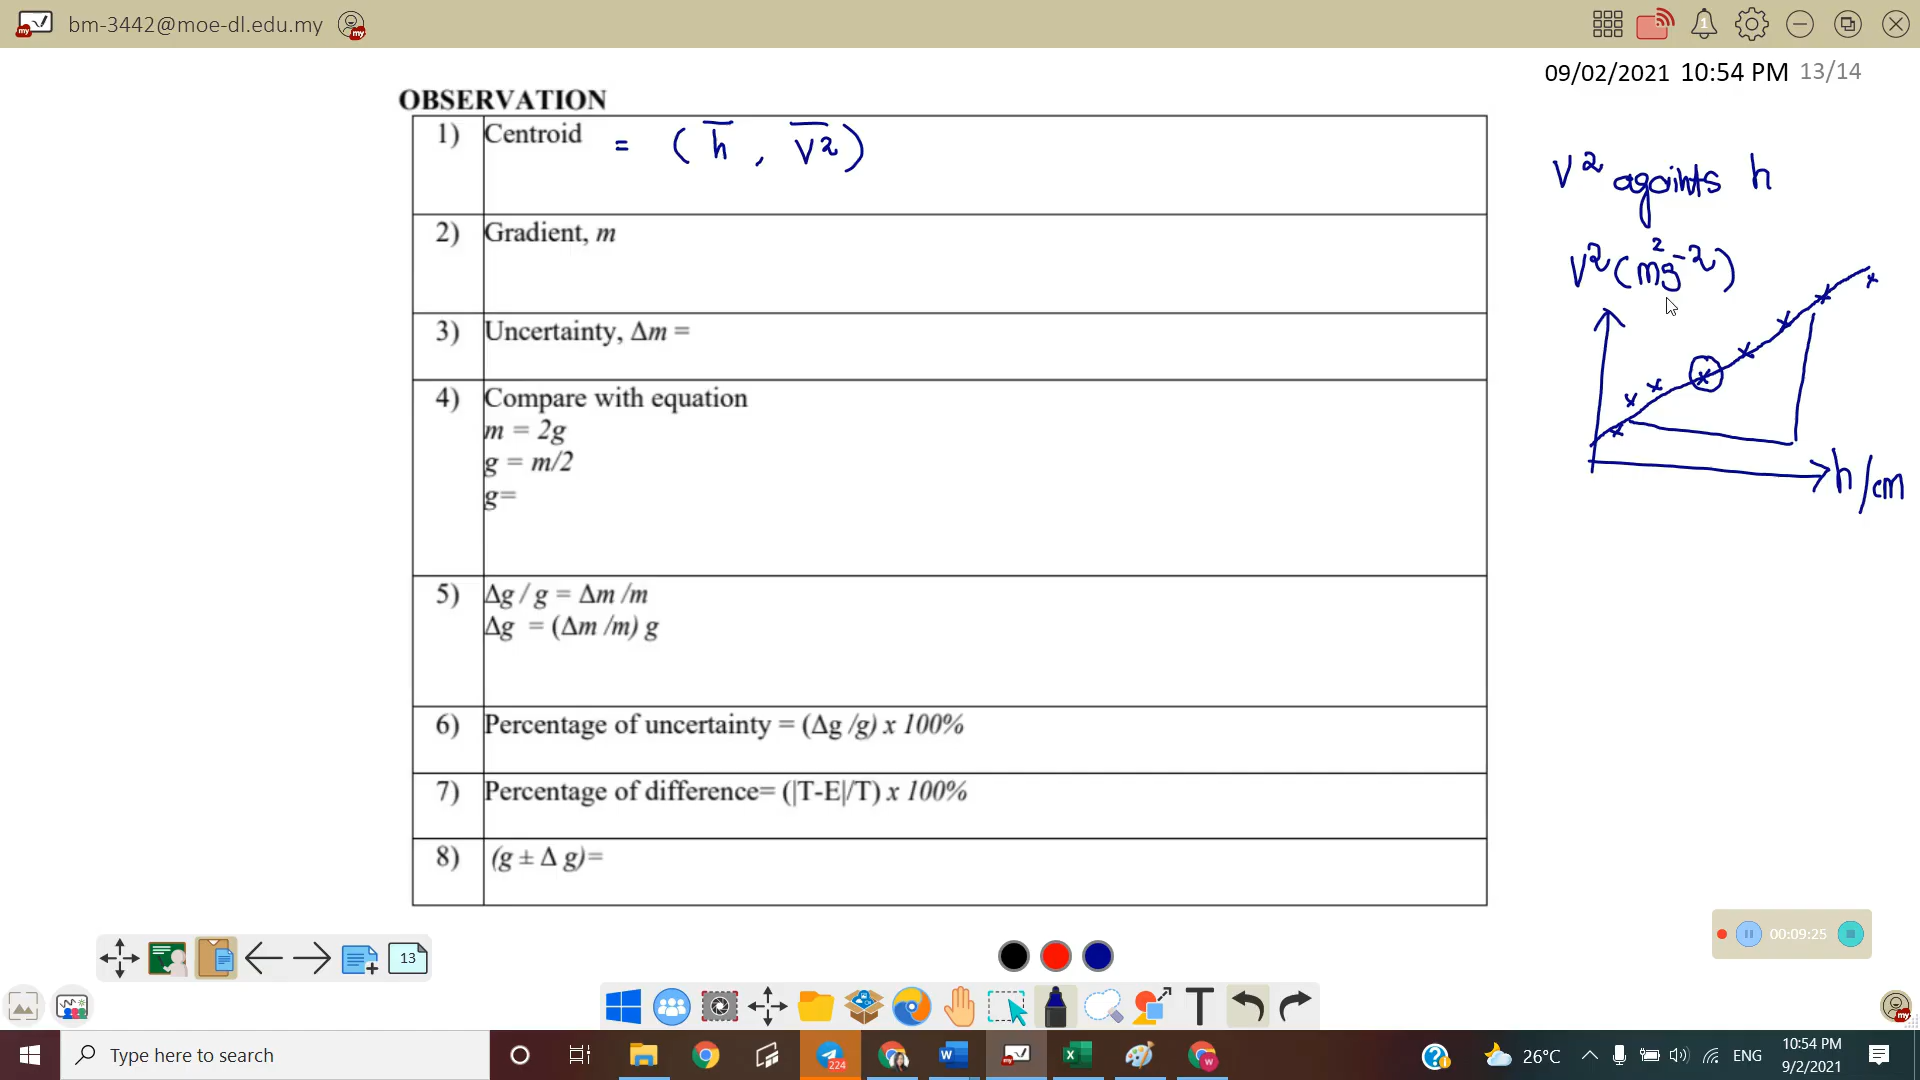 bm-3442@moe-dl.edu.my
09/02/2021 10:54 PM 13/14
OBSERVATION
1) Centroid = ( h̅ , v̅²̅ )
2) Gradient, m
3) Uncertainty, Δm =
4) Compare with equation
m = 2g
g = m/2
g=
5) Δg / g = Δm /m
Δg = (Δm /m) g
6) Percentage of uncertainty = (Δg /g) x 100%
7) Percentage of difference= (|T-E|/T) x 100%
8) (g ± Δ g)=
V² againts h
V² (m² s⁻²)
h/cm
00:09:25
13
Type here to search
224
26°C
ENG
10:54 PM
9/2/2021